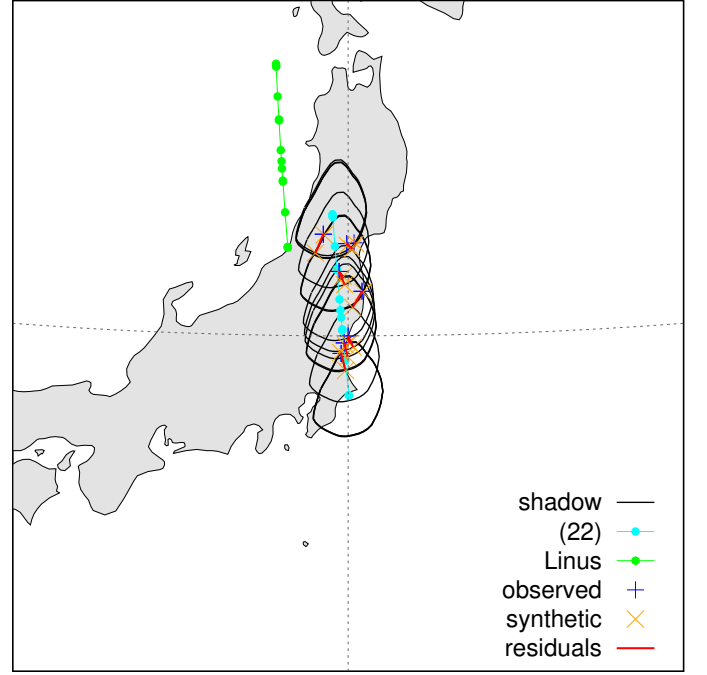 shadow
(22)
Linus
observed
synthetic
residuals